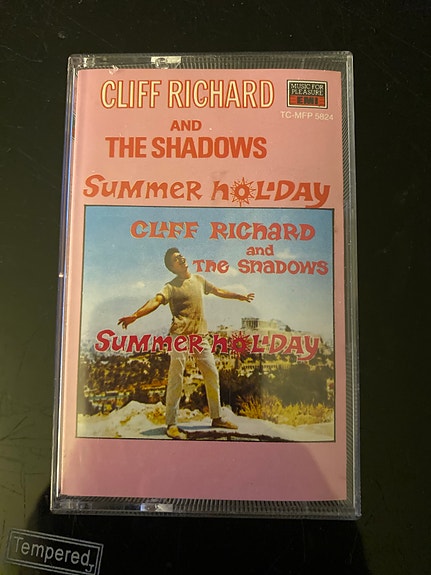 CLIFF RICHARD
MUSIC FOR
PLEASURE
EMI
TC-MFP 5824
AND
THE SHADOWS
SUMMER HOLIDAY
CLIFF RICHARD
and
THE SHADOWS
SUMMER HOLIDAY
Tempered